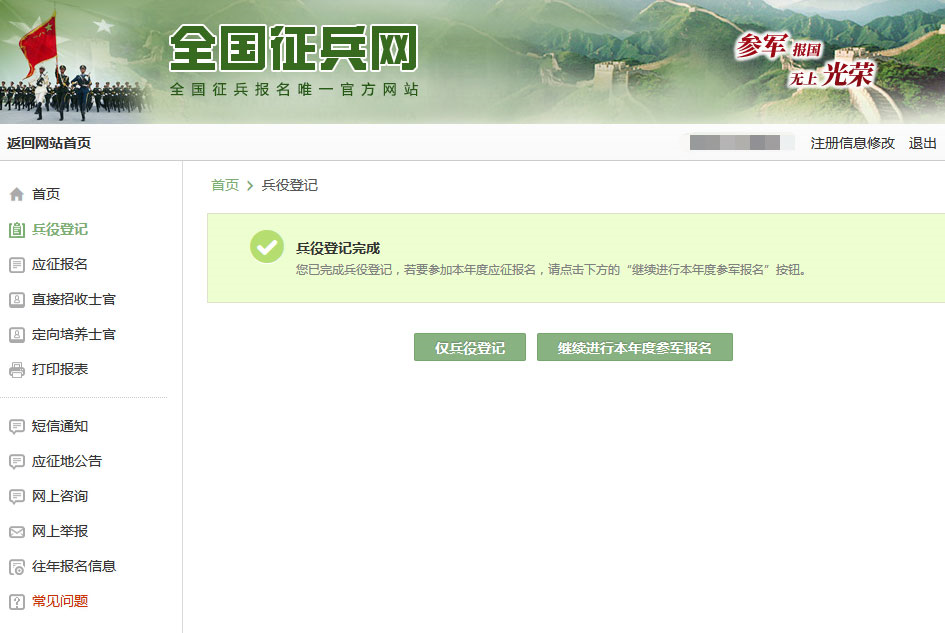 全国征兵网
全国征兵报名唯一官方网站
参军报国
无上光荣
返回网站首页
注册信息修改 退出
首页
兵役登记
应征报名
直接招收士官
定向培养士官
打印报表
短信通知
应征地公告
网上咨询
网上举报
往年报名信息
常见问题
首页 > 兵役登记
兵役登记完成
您已完成兵役登记，若要参加本年度应征报名，请点击下方的“继续进行本年度参军报名”按钮。
仅兵役登记 继续进行本年度参军报名